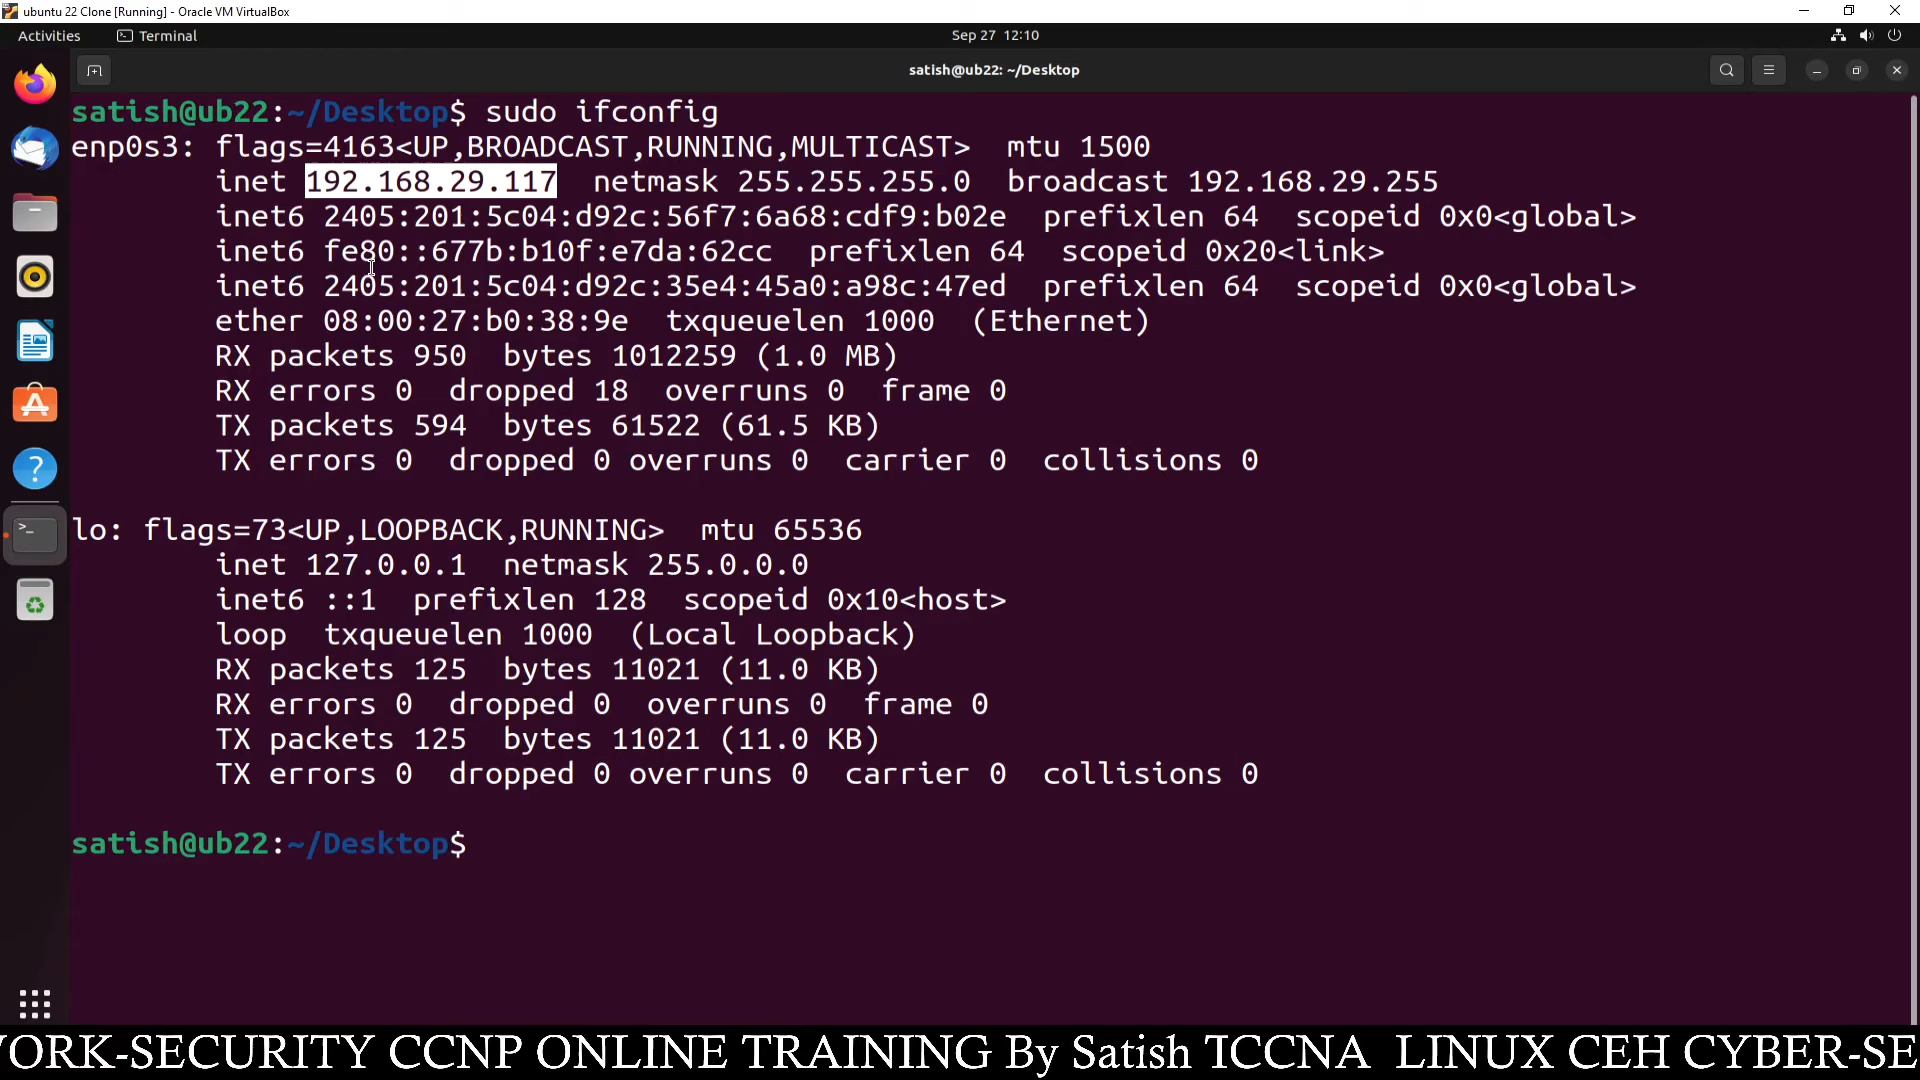 ubuntu 22 Clone [Running] - Oracle VM VirtualBox
Activities Terminal Sep 27 12:10
satish@ub22: ~/Desktop
satish@ub22:~/Desktop$ sudo ifconfig
enp0s3: flags=4163<UP,BROADCAST,RUNNING,MULTICAST>  mtu 1500
        inet 192.168.29.117  netmask 255.255.255.0  broadcast 192.168.29.255
        inet6 2405:201:5c04:d92c:56f7:6a68:cdf9:b02e  prefixlen 64  scopeid 0x0<global>
        inet6 fe80::677b:b10f:e7da:62cc  prefixlen 64  scopeid 0x20<link>
        inet6 2405:201:5c04:d92c:35e4:45a0:a98c:47ed  prefixlen 64  scopeid 0x0<global>
        ether 08:00:27:b0:38:9e  txqueuelen 1000  (Ethernet)
        RX packets 950  bytes 1012259 (1.0 MB)
        RX errors 0  dropped 18  overruns 0  frame 0
        TX packets 594  bytes 61522 (61.5 KB)
        TX errors 0  dropped 0 overruns 0  carrier 0  collisions 0
lo: flags=73<UP,LOOPBACK,RUNNING>  mtu 65536
        inet 127.0.0.1  netmask 255.0.0.0
        inet6 ::1  prefixlen 128  scopeid 0x10<host>
        loop  txqueuelen 1000  (Local Loopback)
        RX packets 125  bytes 11021 (11.0 KB)
        RX errors 0  dropped 0  overruns 0  frame 0
        TX packets 125  bytes 11021 (11.0 KB)
        TX errors 0  dropped 0 overruns 0  carrier 0  collisions 0
satish@ub22:~/Desktop$
ORK-SECURITY CCNP ONLINE TRAINING By Satish TCCNA LINUX CEH CYBER-SE